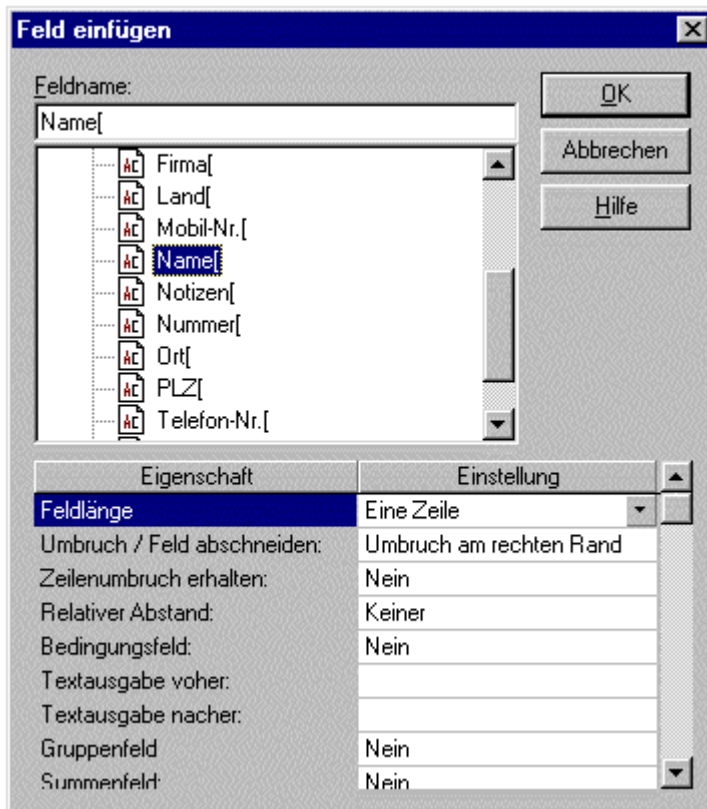 Feld einfügen
Feldname:
OK
Name[
Abbrechen
Firma[
Land[
Hilfe
Mobil-Nr.[
Name[
Notizen[
Nummer[
Ort[
PLZ[
Telefon-Nr.[
Eigenschaft Einstellung
Feldlänge Eine Zeile
Umbruch / Feld abschneiden: Umbruch am rechten Rand
Zeilenumbruch erhalten: Nein
Relativer Abstand: Keiner
Bedingungsfeld: Nein
Textausgabe voher:
Textausgabe nacher:
Gruppenfeld Nein
Summenfeld: Nein